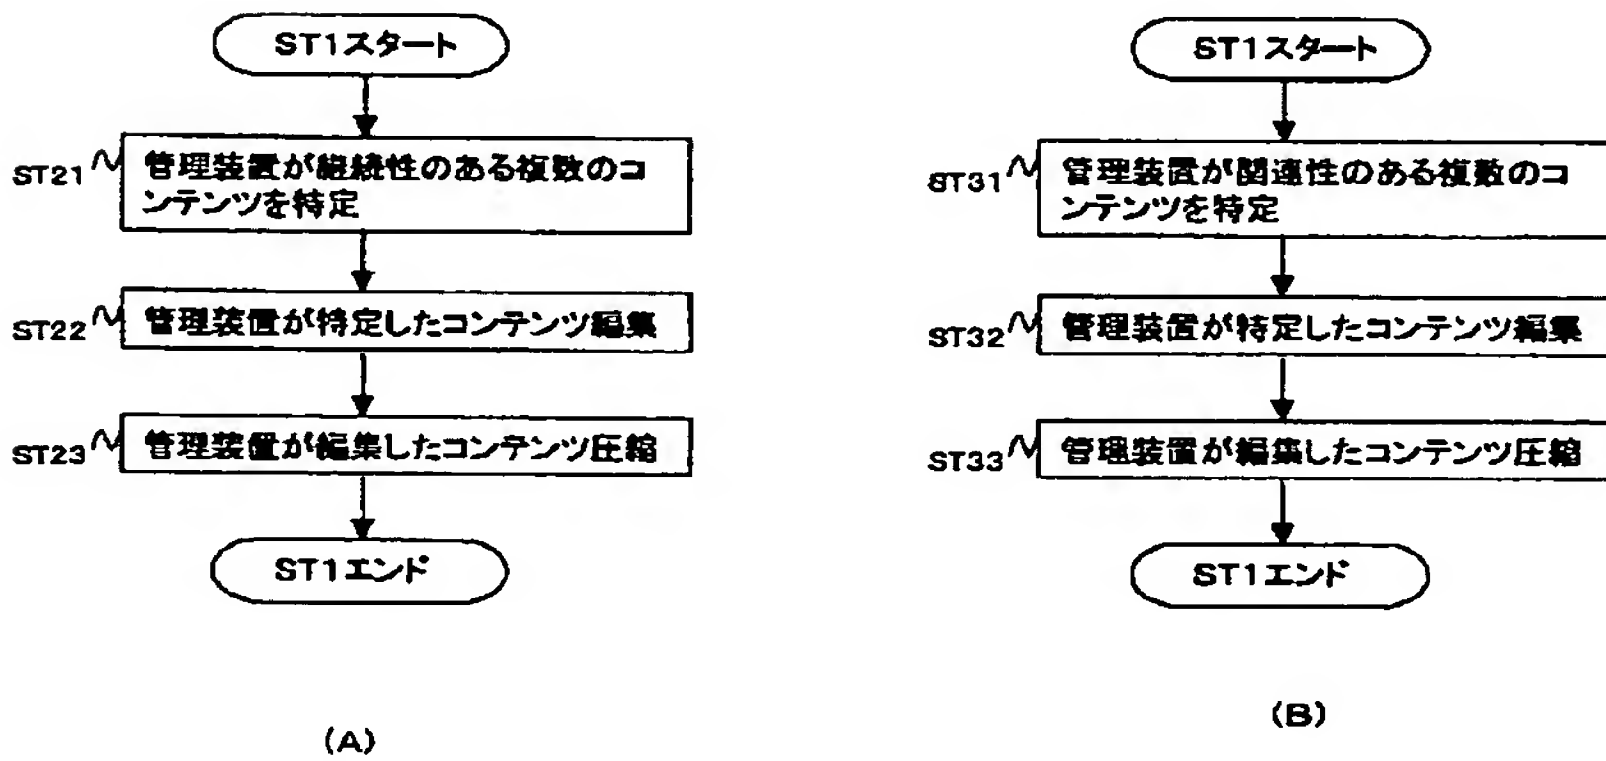 ST1スタート
ST21
管理装置が継続性のある複数のコ
ンテンツを特定
ST22
管理装置が特定したコンテンツ編集
ST23
管理装置が編集したコンテンツ圧縮
ST1エンド
(A)
ST1スタート
ST31
管理装置が関連性のある複数のコ
ンテンツを特定
ST32
管理装置が特定したコンテンツ編集
ST33
管理装置が編集したコンテンツ圧縮
ST1エンド
(B)